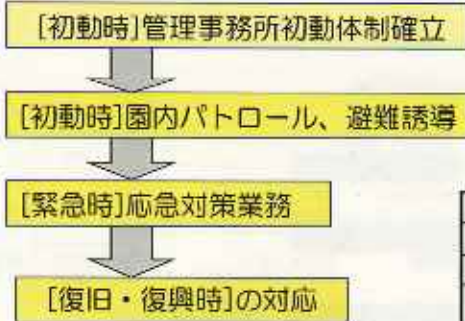 [初動時]管理事務所初動体制確立
[初動時]園内パトロール、避難誘導
[緊急時]応急対策業務
[復旧・復興時]の対応